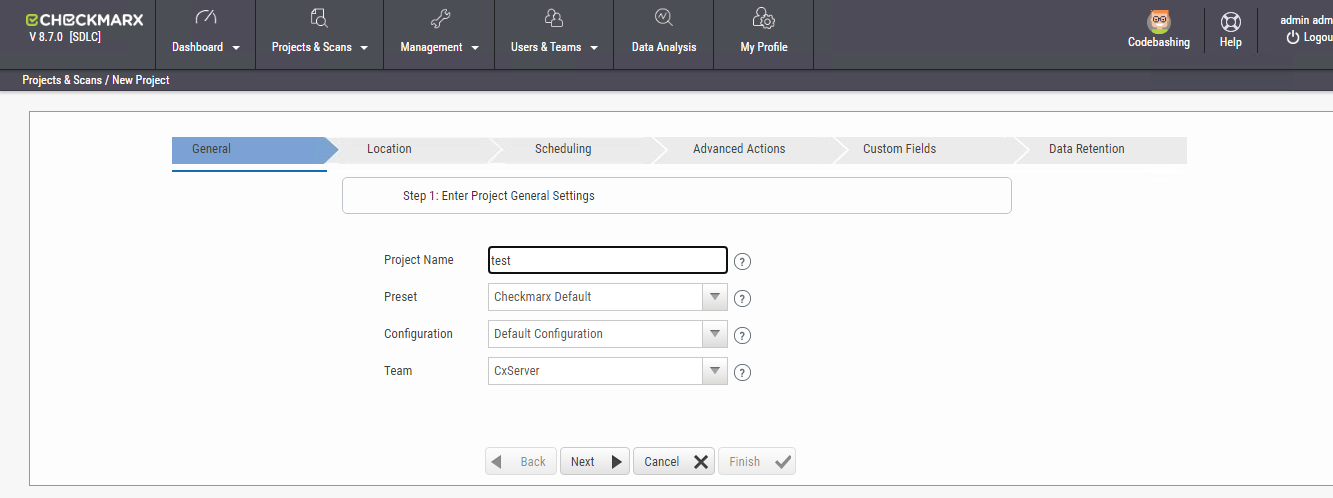 CHECKMARX
V 8.7.0 [SDLC]
Dashboard
Projects & Scans
Management
Users & Teams
Data Analysis
My Profile
Codebashing
Help
admin adm
Logou
Projects & Scans / New Project
General
Location
Scheduling
Advanced Actions
Custom Fields
Data Retention
Step 1: Enter Project General Settings
Project Name
test
?
Preset
Checkmarx Default
?
Configuration
Default Configuration
?
Team
CxServer
?
Back
Next
Cancel
Finish